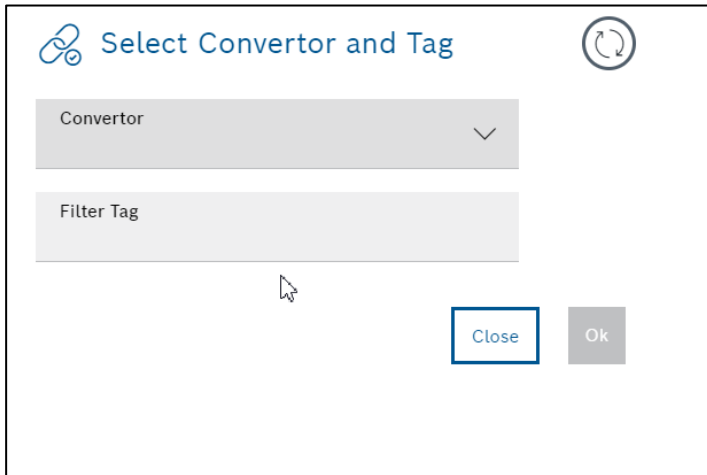 Select Convertor and Tag
Convertor
Filter Tag
Close
Ok